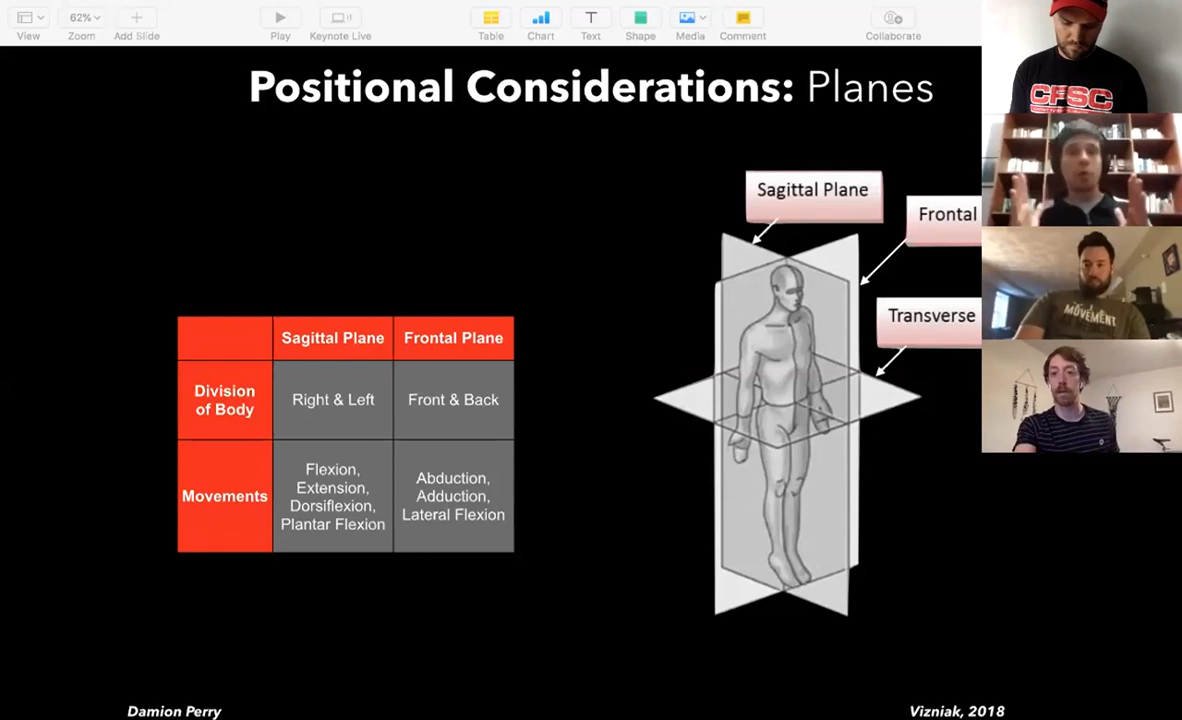 View
62%
Zoom
Add Slide
Play
Keynote Live
Table
Chart
Text
Shape
Media
Comment
Collaborate
Positional Considerations: Planes
Sagittal Plane
Frontal
Transverse
Sagittal Plane
Frontal Plane
Division
of Body
Right & Left
Front & Back
Movements
Flexion,
Extension,
Dorsiflexion,
Plantar Flexion
Abduction,
Adduction,
Lateral Flexion
Damion Perry
Vizniak, 2018
CFSC
MOVEMENT